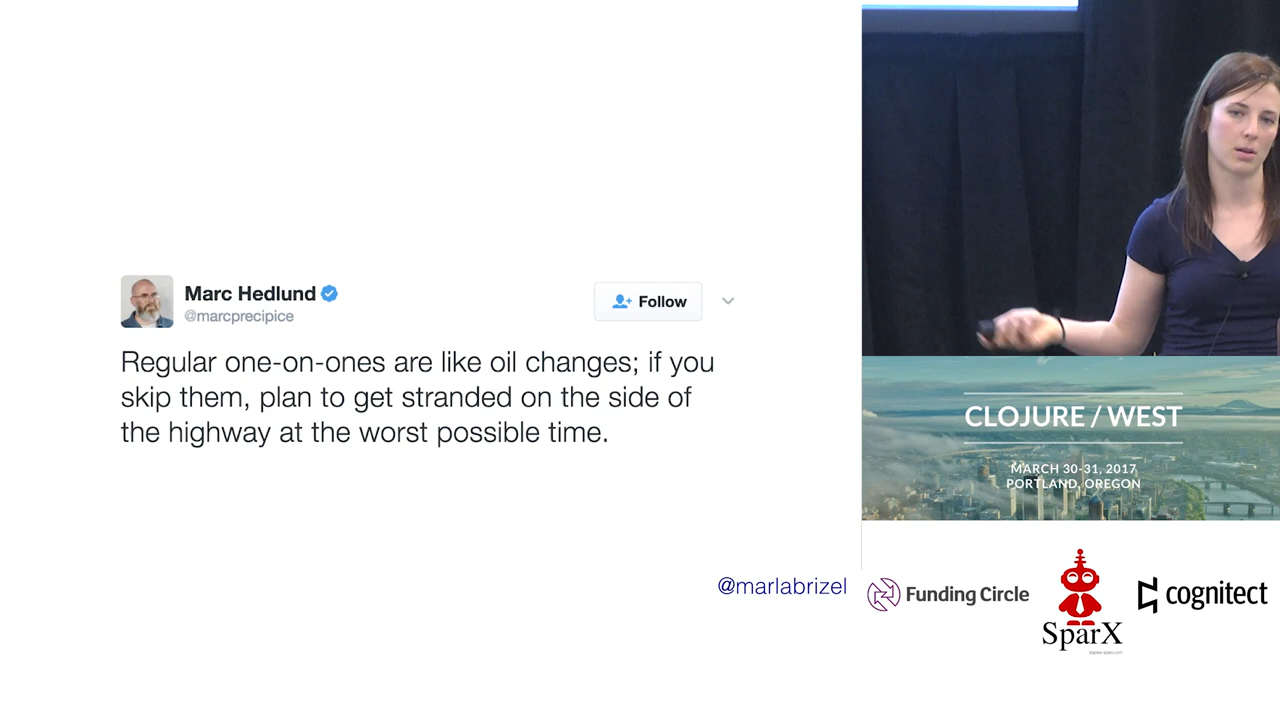 Marc Hedlund
@marcprecipice
Follow
Regular one-on-ones are like oil changes; if you
skip them, plan to get stranded on the side of
the highway at the worst possible time.
@marlabrizel
CLOJURE / WEST
MARCH 30-31, 2017
PORTLAND, OREGON
Funding Circle
SparX
cognitect